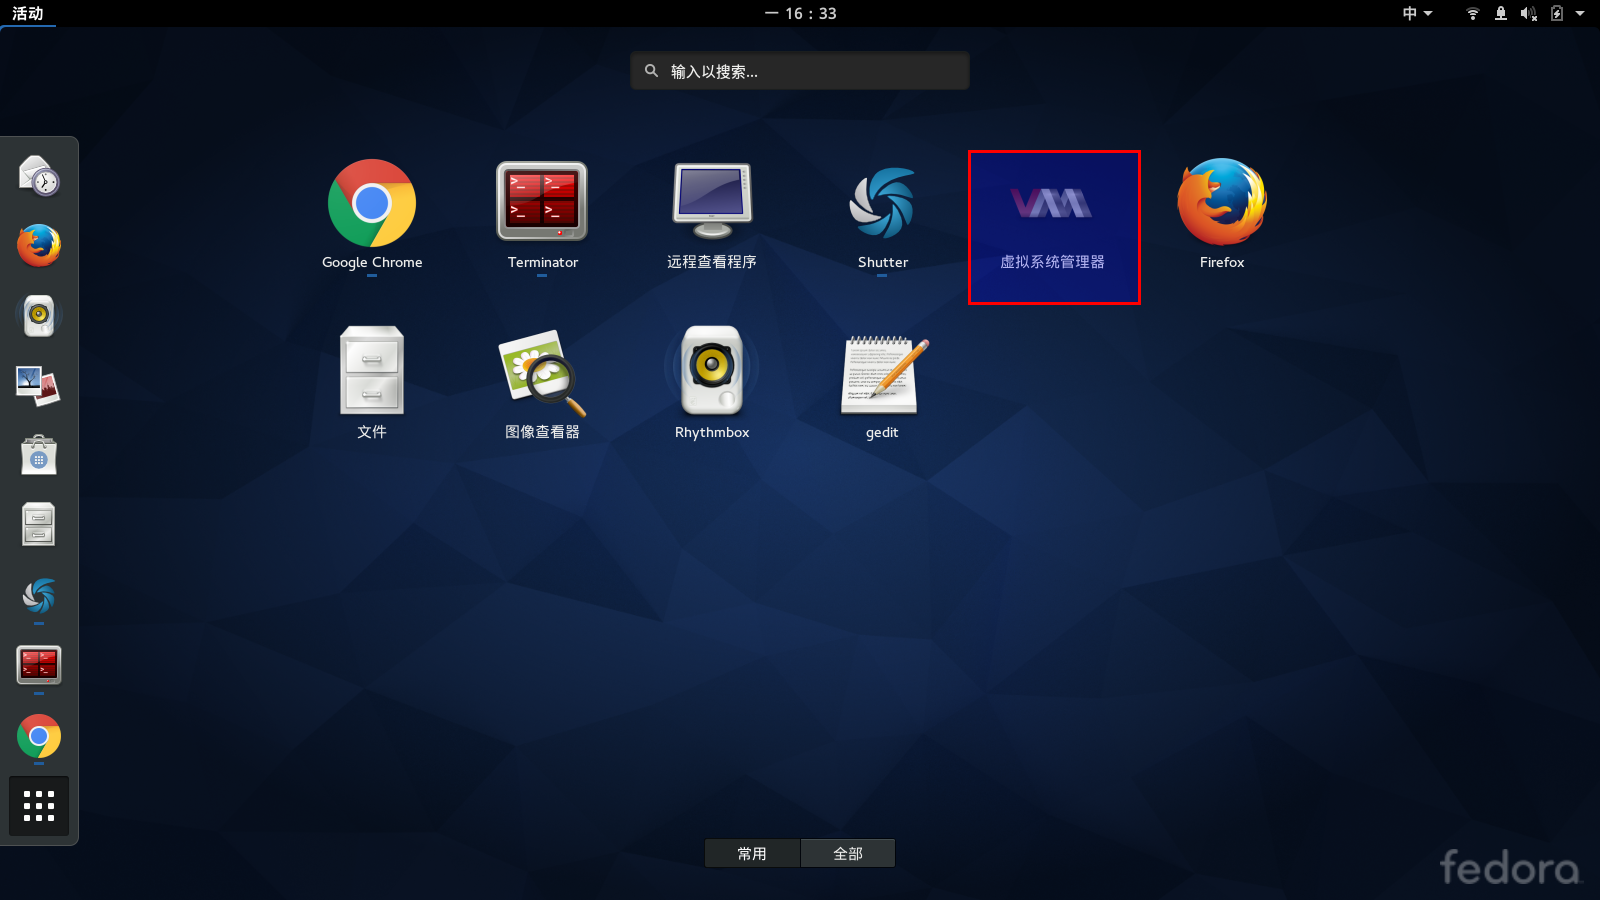 活动
一 16：33
中
输入以搜索...
Google Chrome
Terminator
远程查看程序
Shutter
虚拟系统管理器
Firefox
文件
图像查看器
Rhythmbox
gedit
常用
全部
fedora